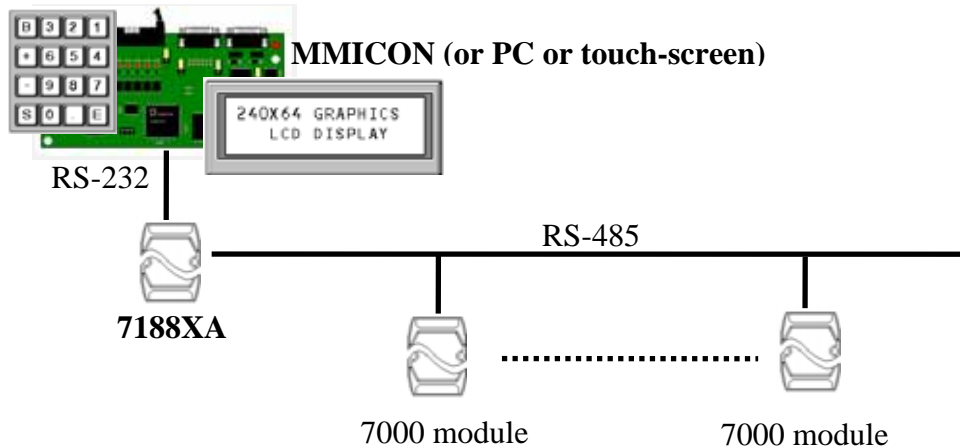 B 3 2 1
* 6 5 4
- 9 8 7
S 0 . E
MMICON (or PC or touch-screen)
240X64 GRAPHICS
LCD DISPLAY
RS-232
RS-485
7188XA
7000 module
7000 module